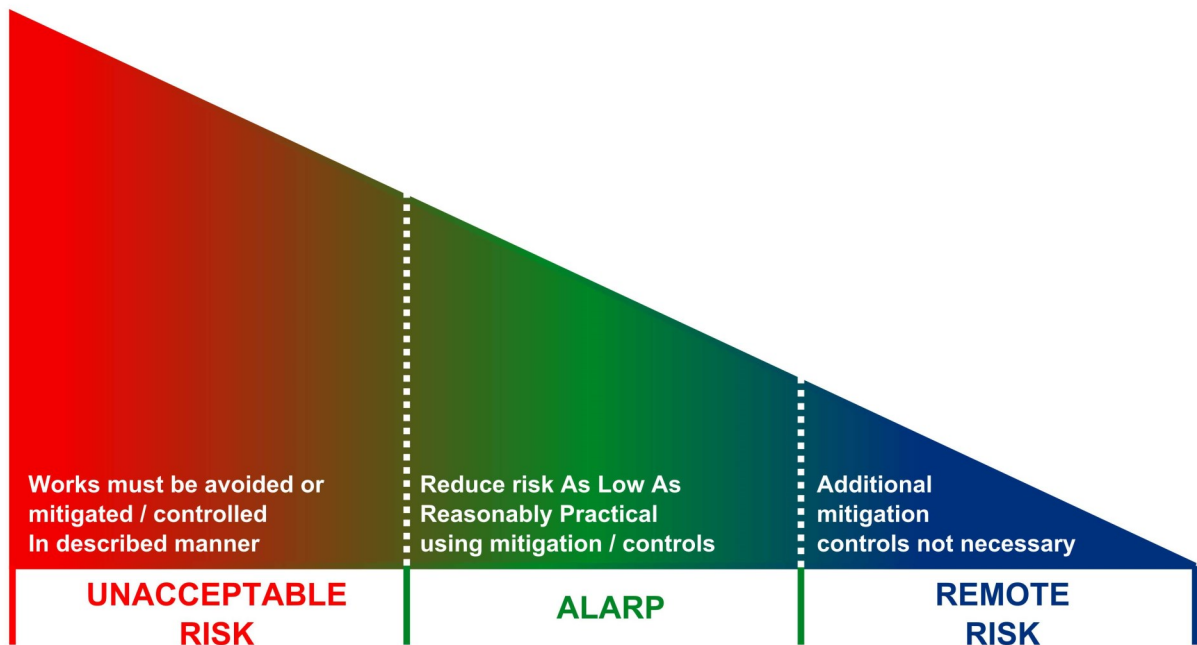 Works must be avoided or
mitigated / controlled
In described manner
Reduce risk As Low As
Reasonably Practical
using mitigation / controls
Additional
mitigation
controls not necessary
UNACCEPTABLE
RISK
ALARP
REMOTE
RISK